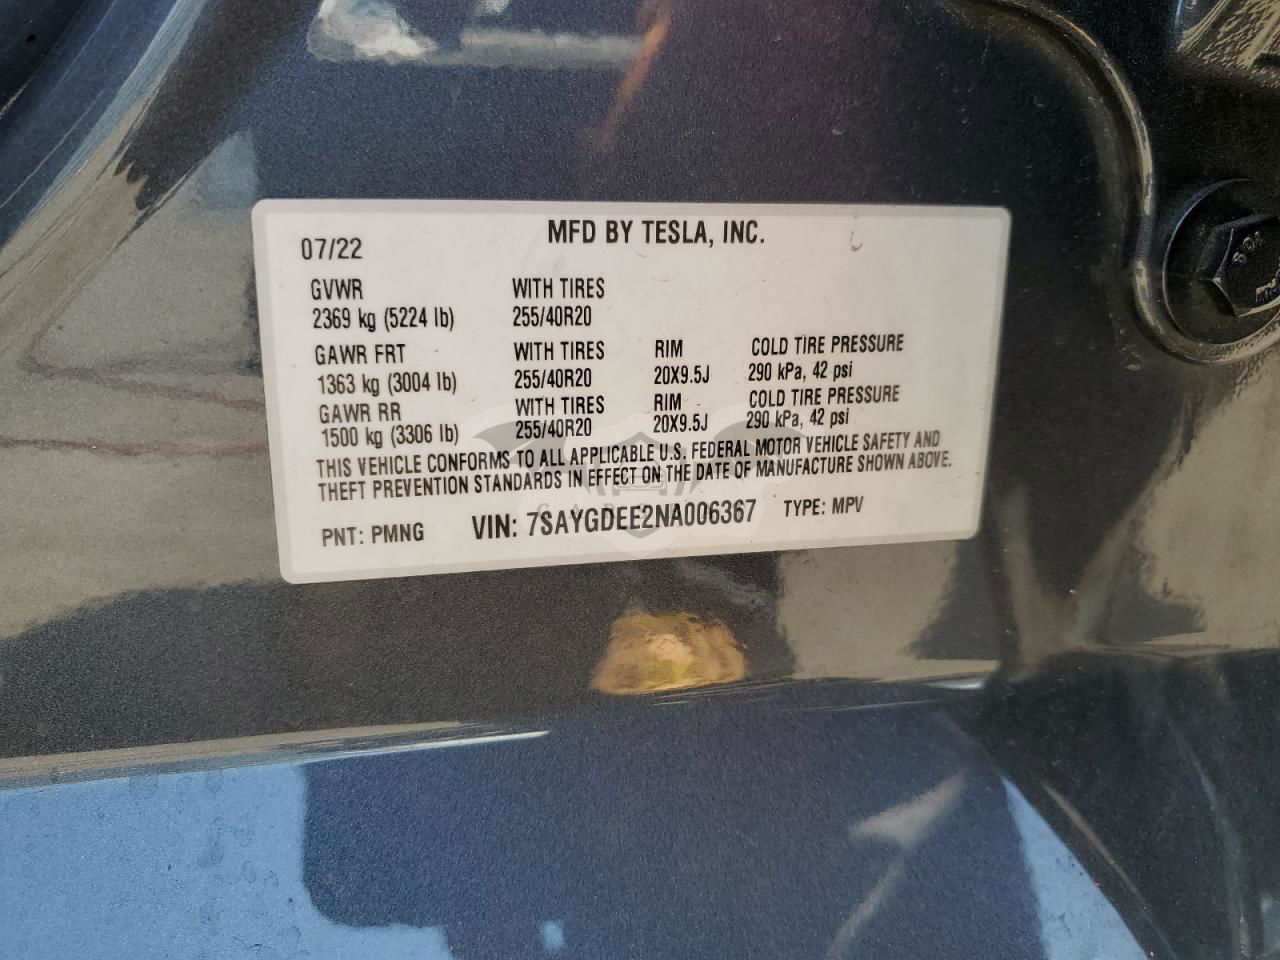 MFD BY TESLA, INC.
07/22
GVWR WITH TIRES
2369 kg (5224 lb) 255/40R20
GAWR FRT WITH TIRES RIM COLD TIRE PRESSURE
1363 kg (3004 lb) 255/40R20 20X9.5J 290 kPa, 42 psi
GAWR RR WITH TIRES RIM COLD TIRE PRESSURE
1500 kg (3306 lb) 255/40R20 20X9.5J 290 kPa, 42 psi
THIS VEHICLE CONFORMS TO ALL APPLICABLE U.S. FEDERAL MOTOR VEHICLE SAFETY AND
THEFT PREVENTION STANDARDS IN EFFECT ON THE DATE OF MANUFACTURE SHOWN ABOVE.
PNT: PMNG VIN: 7SAYGDEE2NA006367 TYPE: MPV